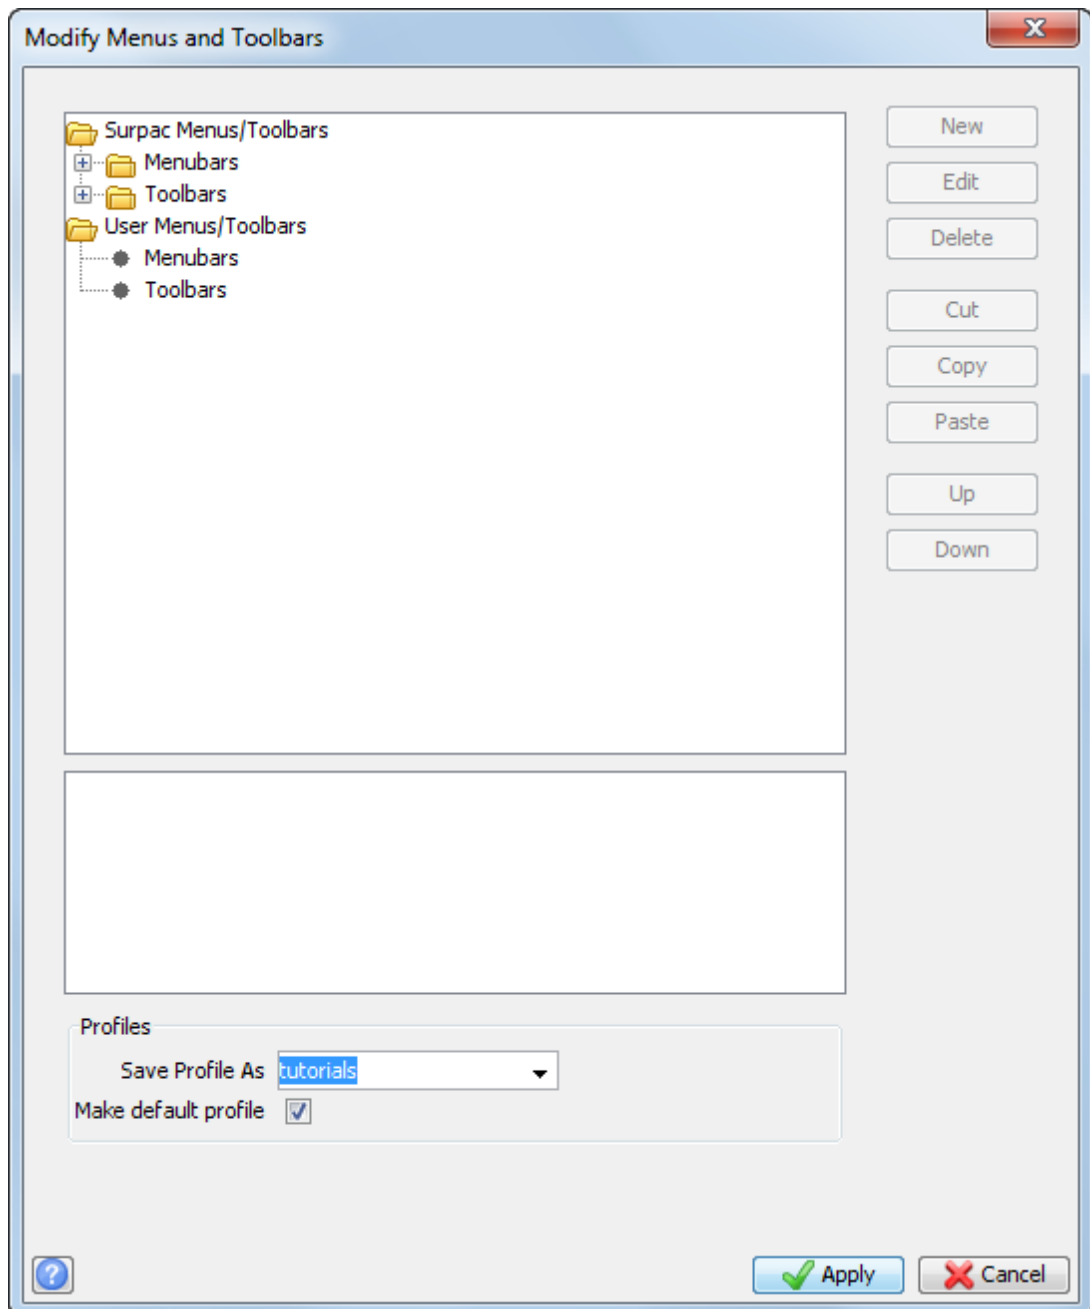 Modify Menus and Toolbars
Surpac Menus/Toolbars
Menubars
Toolbars
User Menus/Toolbars
Menubars
Toolbars
New
Edit
Delete
Cut
Copy
Paste
Up
Down
Profiles
Save Profile As tutorials
Make default profile
Apply Cancel